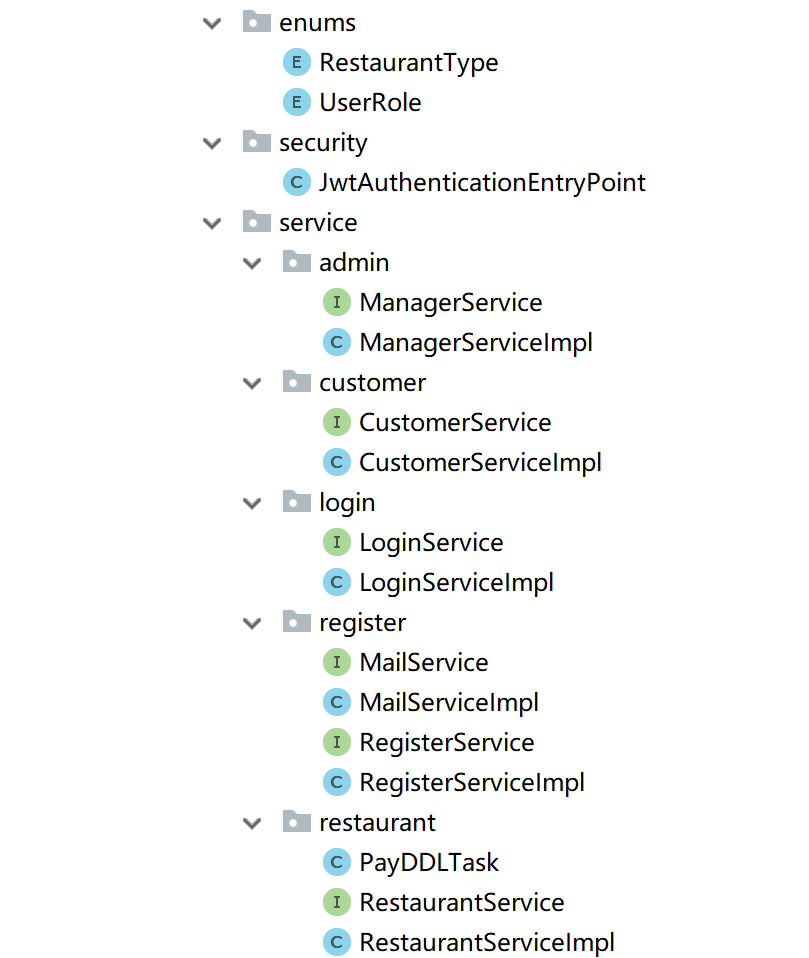 enums
E RestaurantType
E UserRole
security
C JwtAuthenticationEntryPoint
service
admin
I ManagerService
C ManagerServiceImpl
customer
I CustomerService
C CustomerServiceImpl
login
I LoginService
C LoginServiceImpl
register
I MailService
C MailServiceImpl
I RegisterService
C RegisterServiceImpl
restaurant
C PayDDLTask
I RestaurantService
C RestaurantServiceImpl